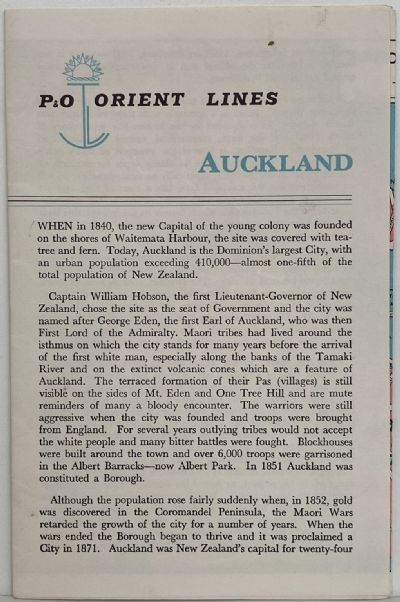 P&O ORIENT LINES
AUCKLAND
WHEN in 1840, the new Capital of the young colony was founded
on the shores of Waitemata Harbour, the site was covered with tea-
tree and fern. Today, Auckland is the Dominion's largest City, with
an urban population exceeding 410,000—almost one-fifth of the
total population of New Zealand.
Captain William Hobson, the first Lieutenant-Governor of New
Zealand, chose the site as the seat of Government and the city was
named after George Eden, the first Earl of Auckland, who was then
First Lord of the Admiralty. Maori tribes had lived around the
isthmus on which the city stands for many years before the arrival
of the first white man, especially along the banks of the Tamaki
River and on the extinct volcanic cones which are a feature of
Auckland. The terraced formation of their Pas (villages) is still
visible on the sides of Mt. Eden and One Tree Hill and are mute
reminders of many a bloody encounter. The warriors were still
aggressive when the city was founded and troops were brought
from England. For several years outlying tribes would not accept
the white people and many bitter battles were fought. Blockhouses
were built around the town and over 6,000 troops were garrisoned
in the Albert Barracks—now Albert Park. In 1851 Auckland was
constituted a Borough.
Although the population rose fairly suddenly when, in 1852, gold
was discovered in the Coromandel Peninsula, the Maori Wars
retarded the growth of the city for a number of years. When the
wars ended the Borough began to thrive and it was proclaimed a
City in 1871. Auckland was New Zealand's capital for twenty-four